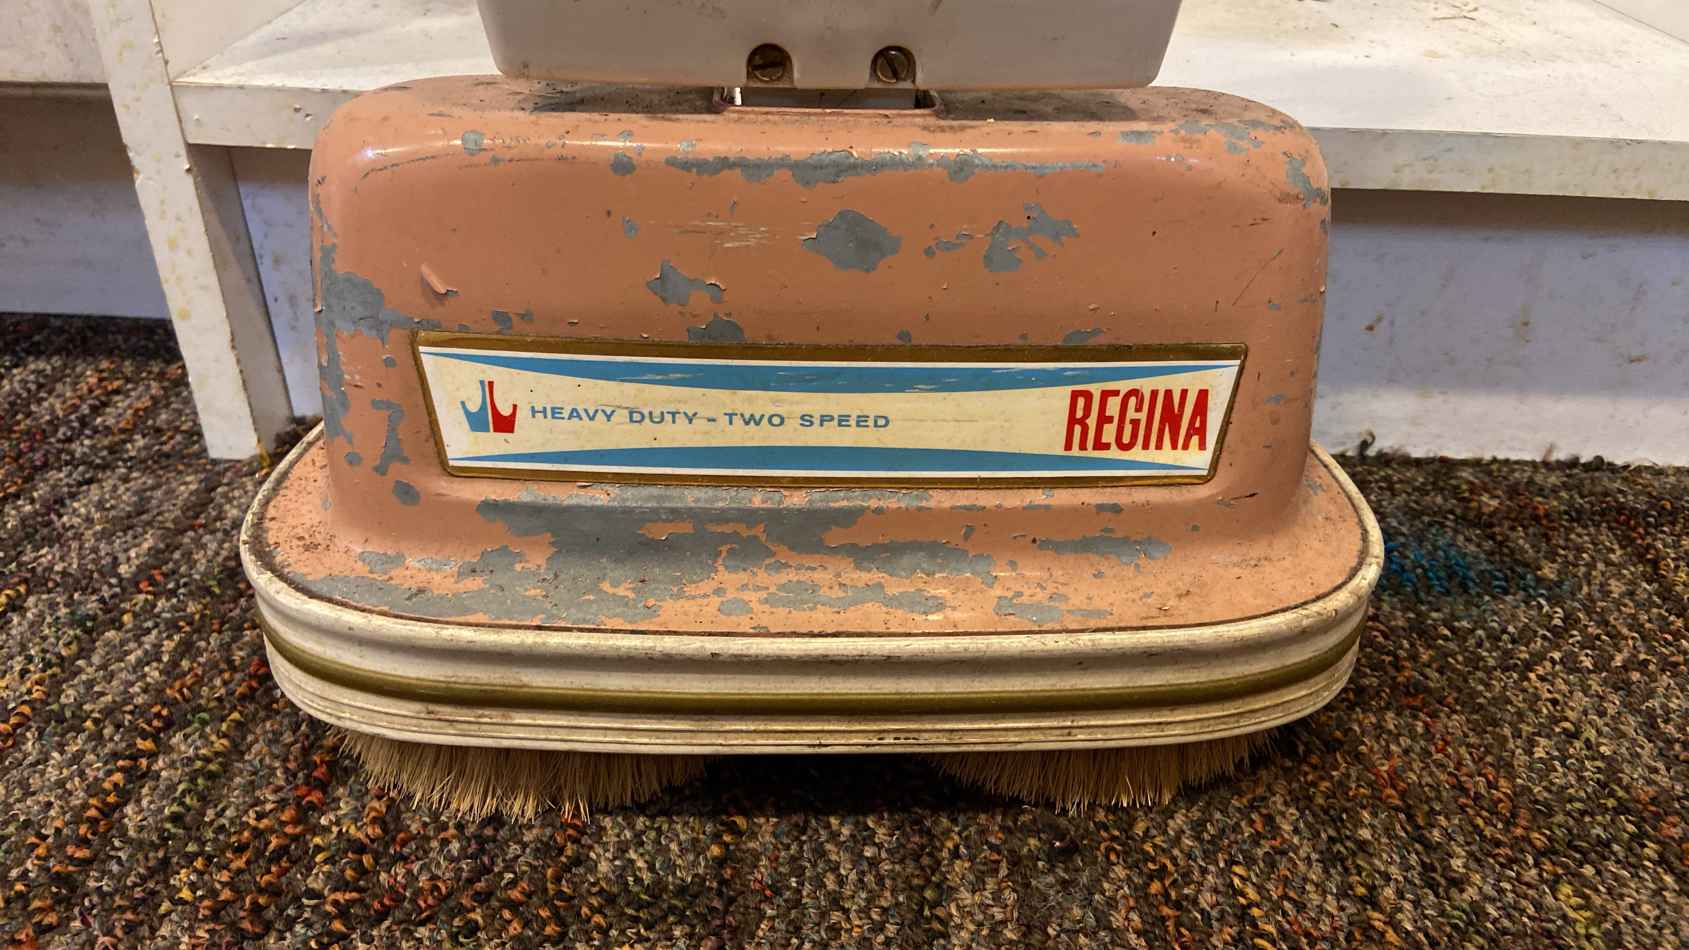 HEAVY DUTY - TWO SPEED
REGINA